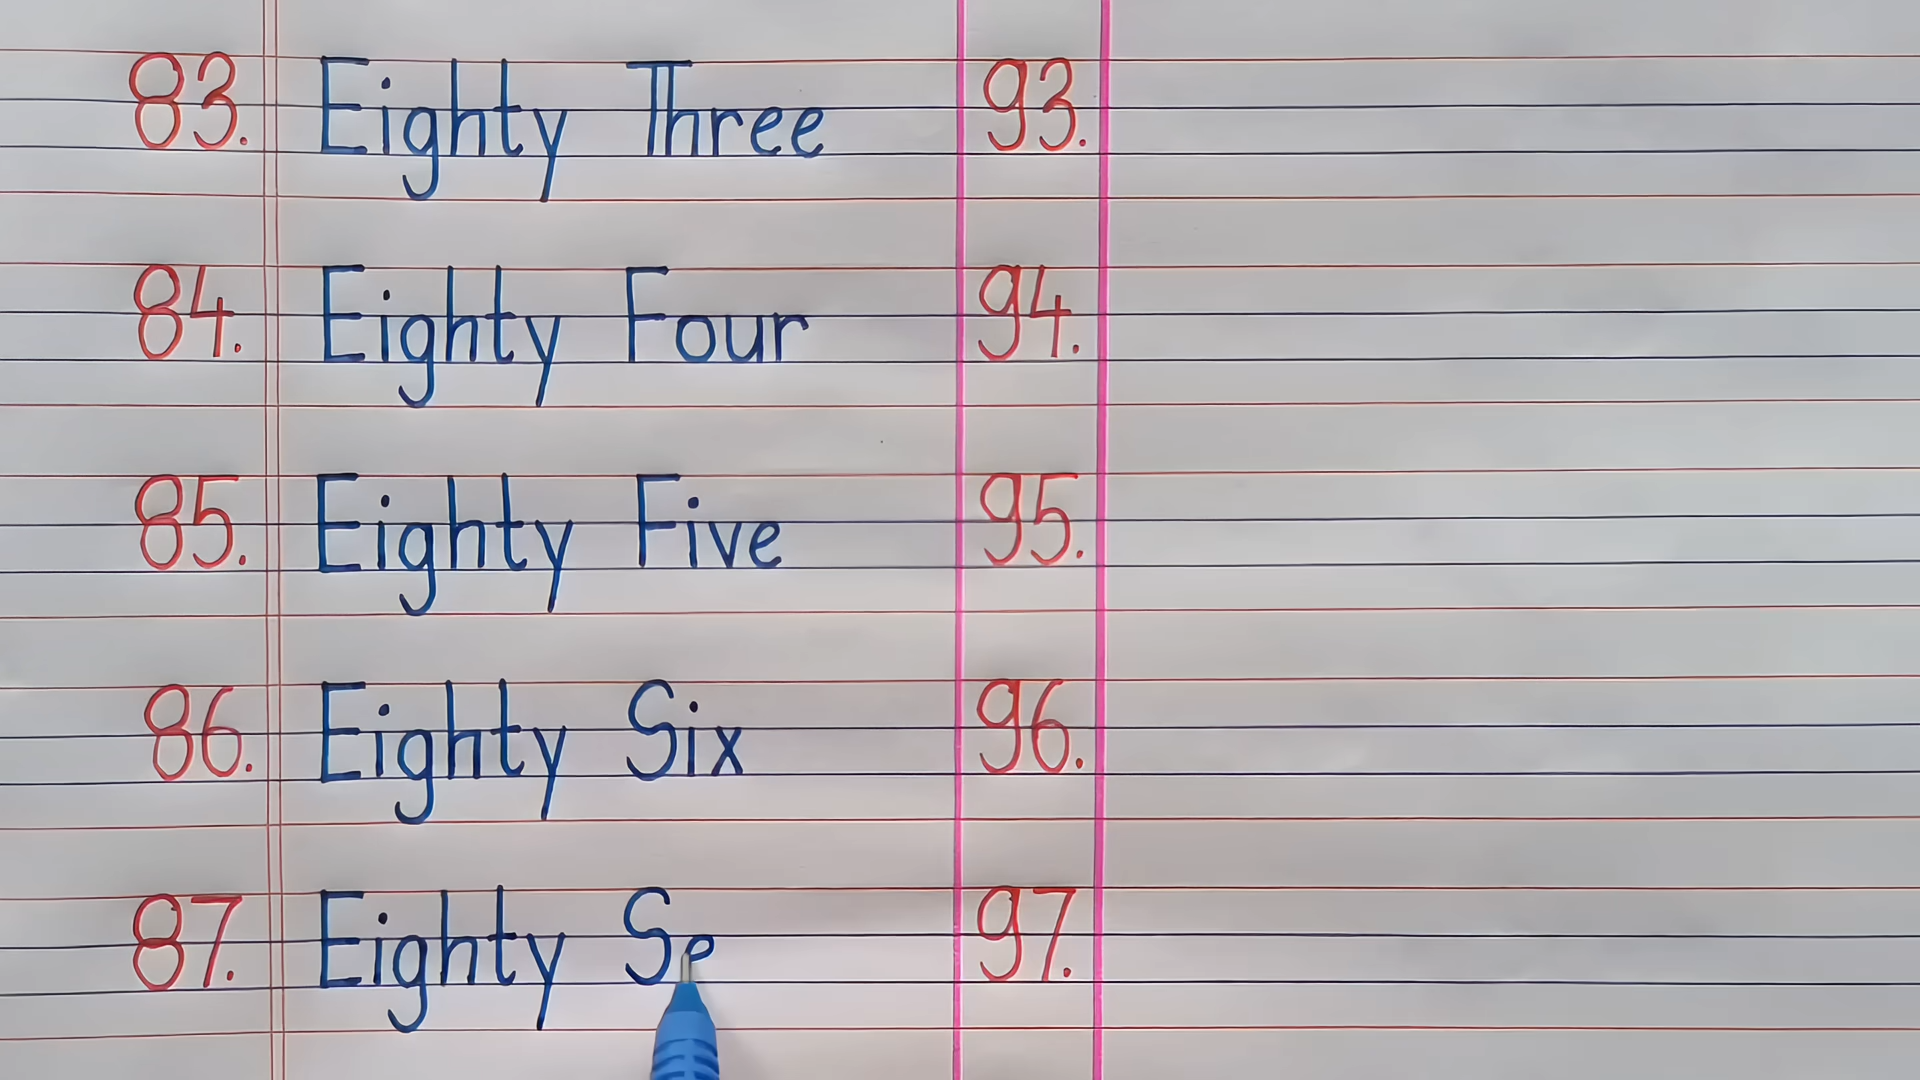 83. Eighty Three 93.
84. Eighty Four 94.
85. Eighty Five 95.
86. Eighty Six 96.
87. Eighty Se 97.